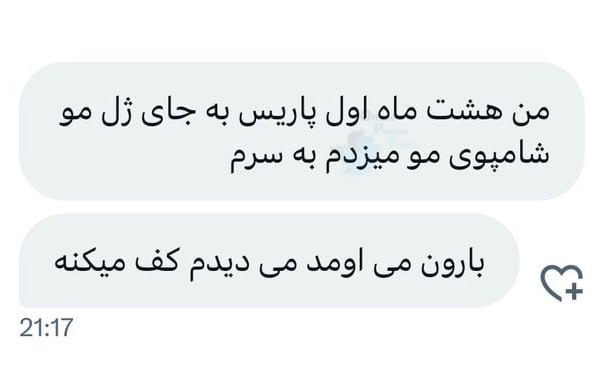 من هشت ماه اول پاریس به جای ژل مو
شامپوی مو میزدم به سرم
بارون می اومد می دیدم کف میکنه
21:17